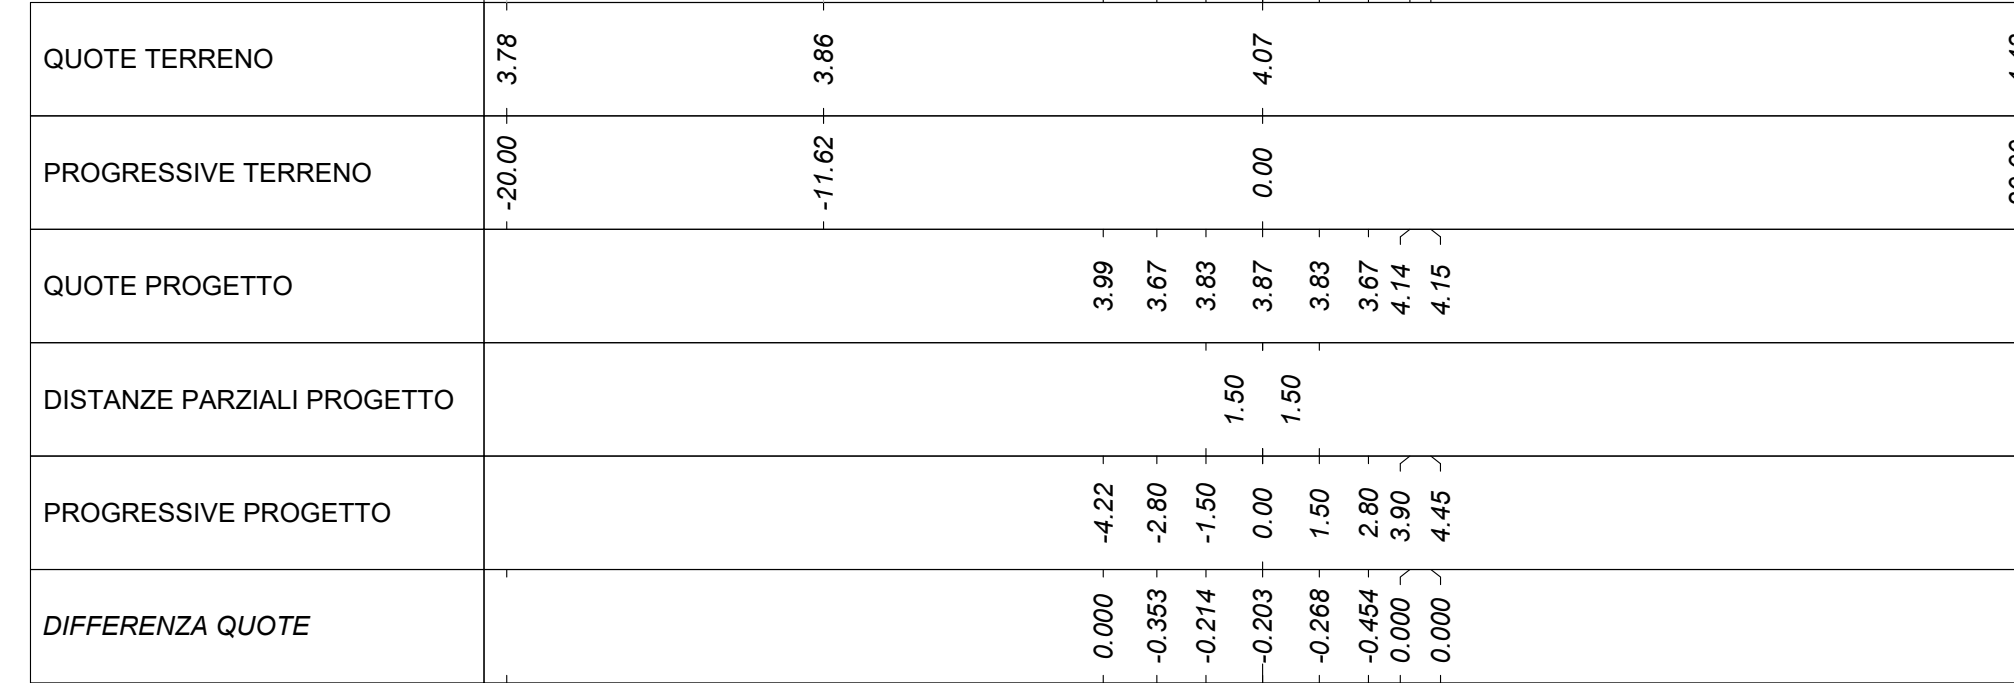 QUOTE TERRENO 3.78 3.86 4.07
PROGRESSIVE TERRENO -20.00 -11.62 0.00
QUOTE PROGETTO 3.99 3.67 3.83 3.87 3.83 3.67 4.14 4.15
DISTANZE PARZIALI PROGETTO 1.50 1.50
PROGRESSIVE PROGETTO -4.22 -2.80 -1.50 0.00 1.50 2.80 3.90 4.45
DIFFERENZA QUOTE 0.000 -0.353 -0.214 -0.203 -0.268 -0.454 0.000 0.000